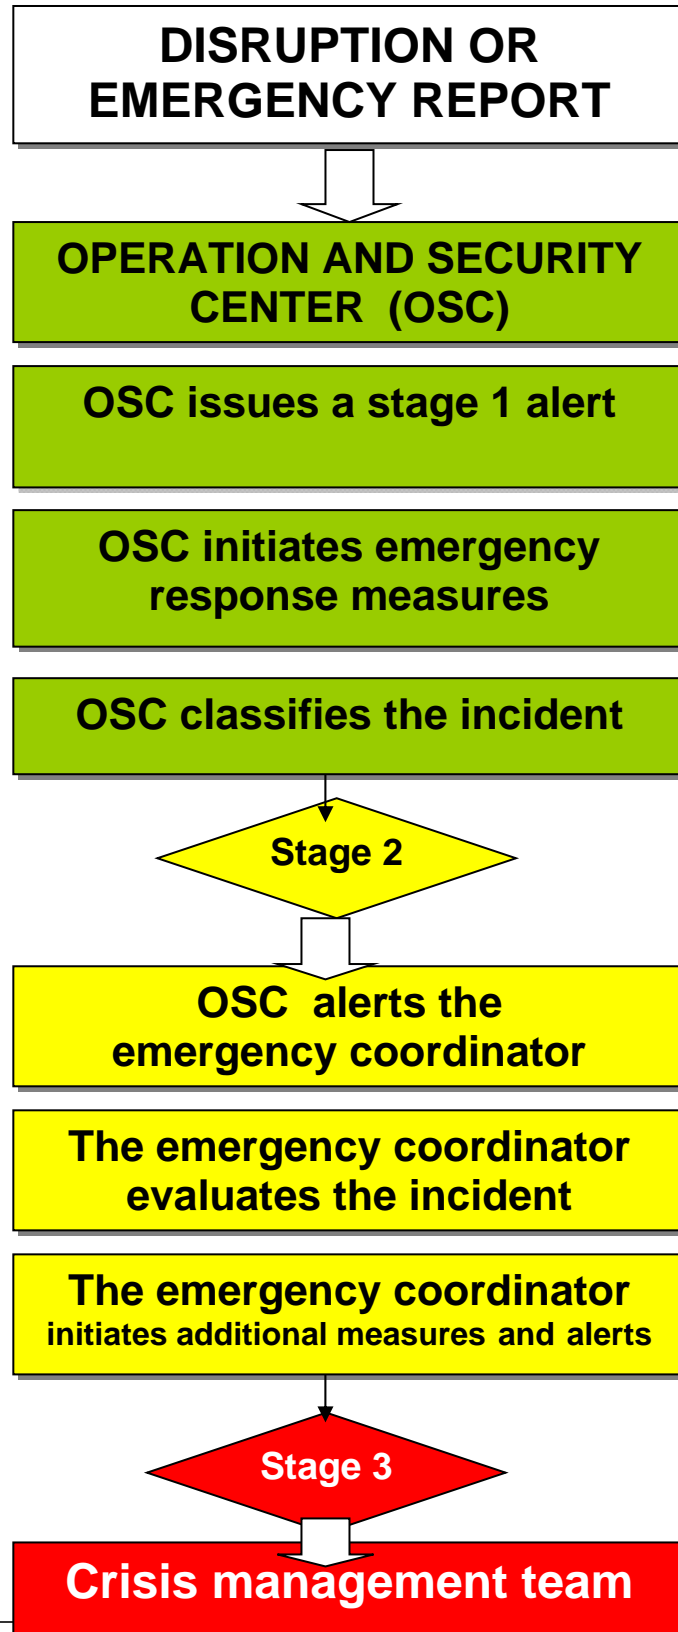 DISRUPTION OR
EMERGENCY REPORT
OPERATION AND SECURITY
CENTER (OSC)
OSC issues a stage 1 alert
OSC initiates emergency
response measures
OSC classifies the incident
Stage 2
OSC alerts the
emergency coordinator
The emergency coordinator
evaluates the incident
The emergency coordinator
initiates additional measures and alerts
Stage 3
Crisis management team